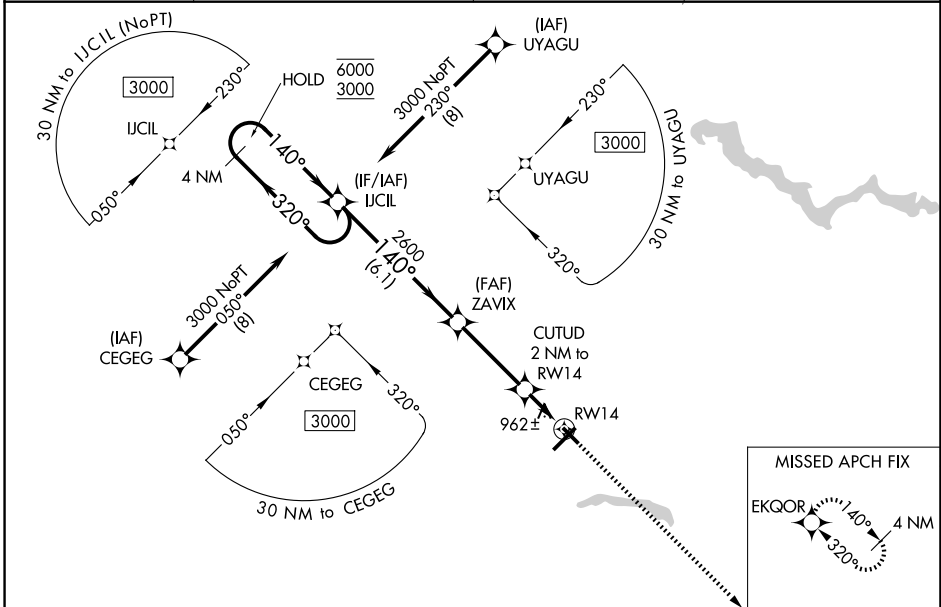 30 NM to IJCIL (NoPT)
3000
230°
IJCIL
050°
HOLD
6000
3000
140°
4 NM
320°
(IF/IAF)
IJCIL
(IAF)
UYAGU
3000 NoPT
230°
(8)
230°
3000
UYAGU
320°
30 NM to UYAGU
2600
140°
(6.1)
(FAF)
ZAVIX
3000 NoPT
050°
(8)
(IAF)
CEGEG
CUTUD
2 NM to
RW14
962±
RW14
CEGEG
3000
050°
320°
30 NM to CEGEG
MISSED APCH FIX
EKQOR
140°
4 NM
320°